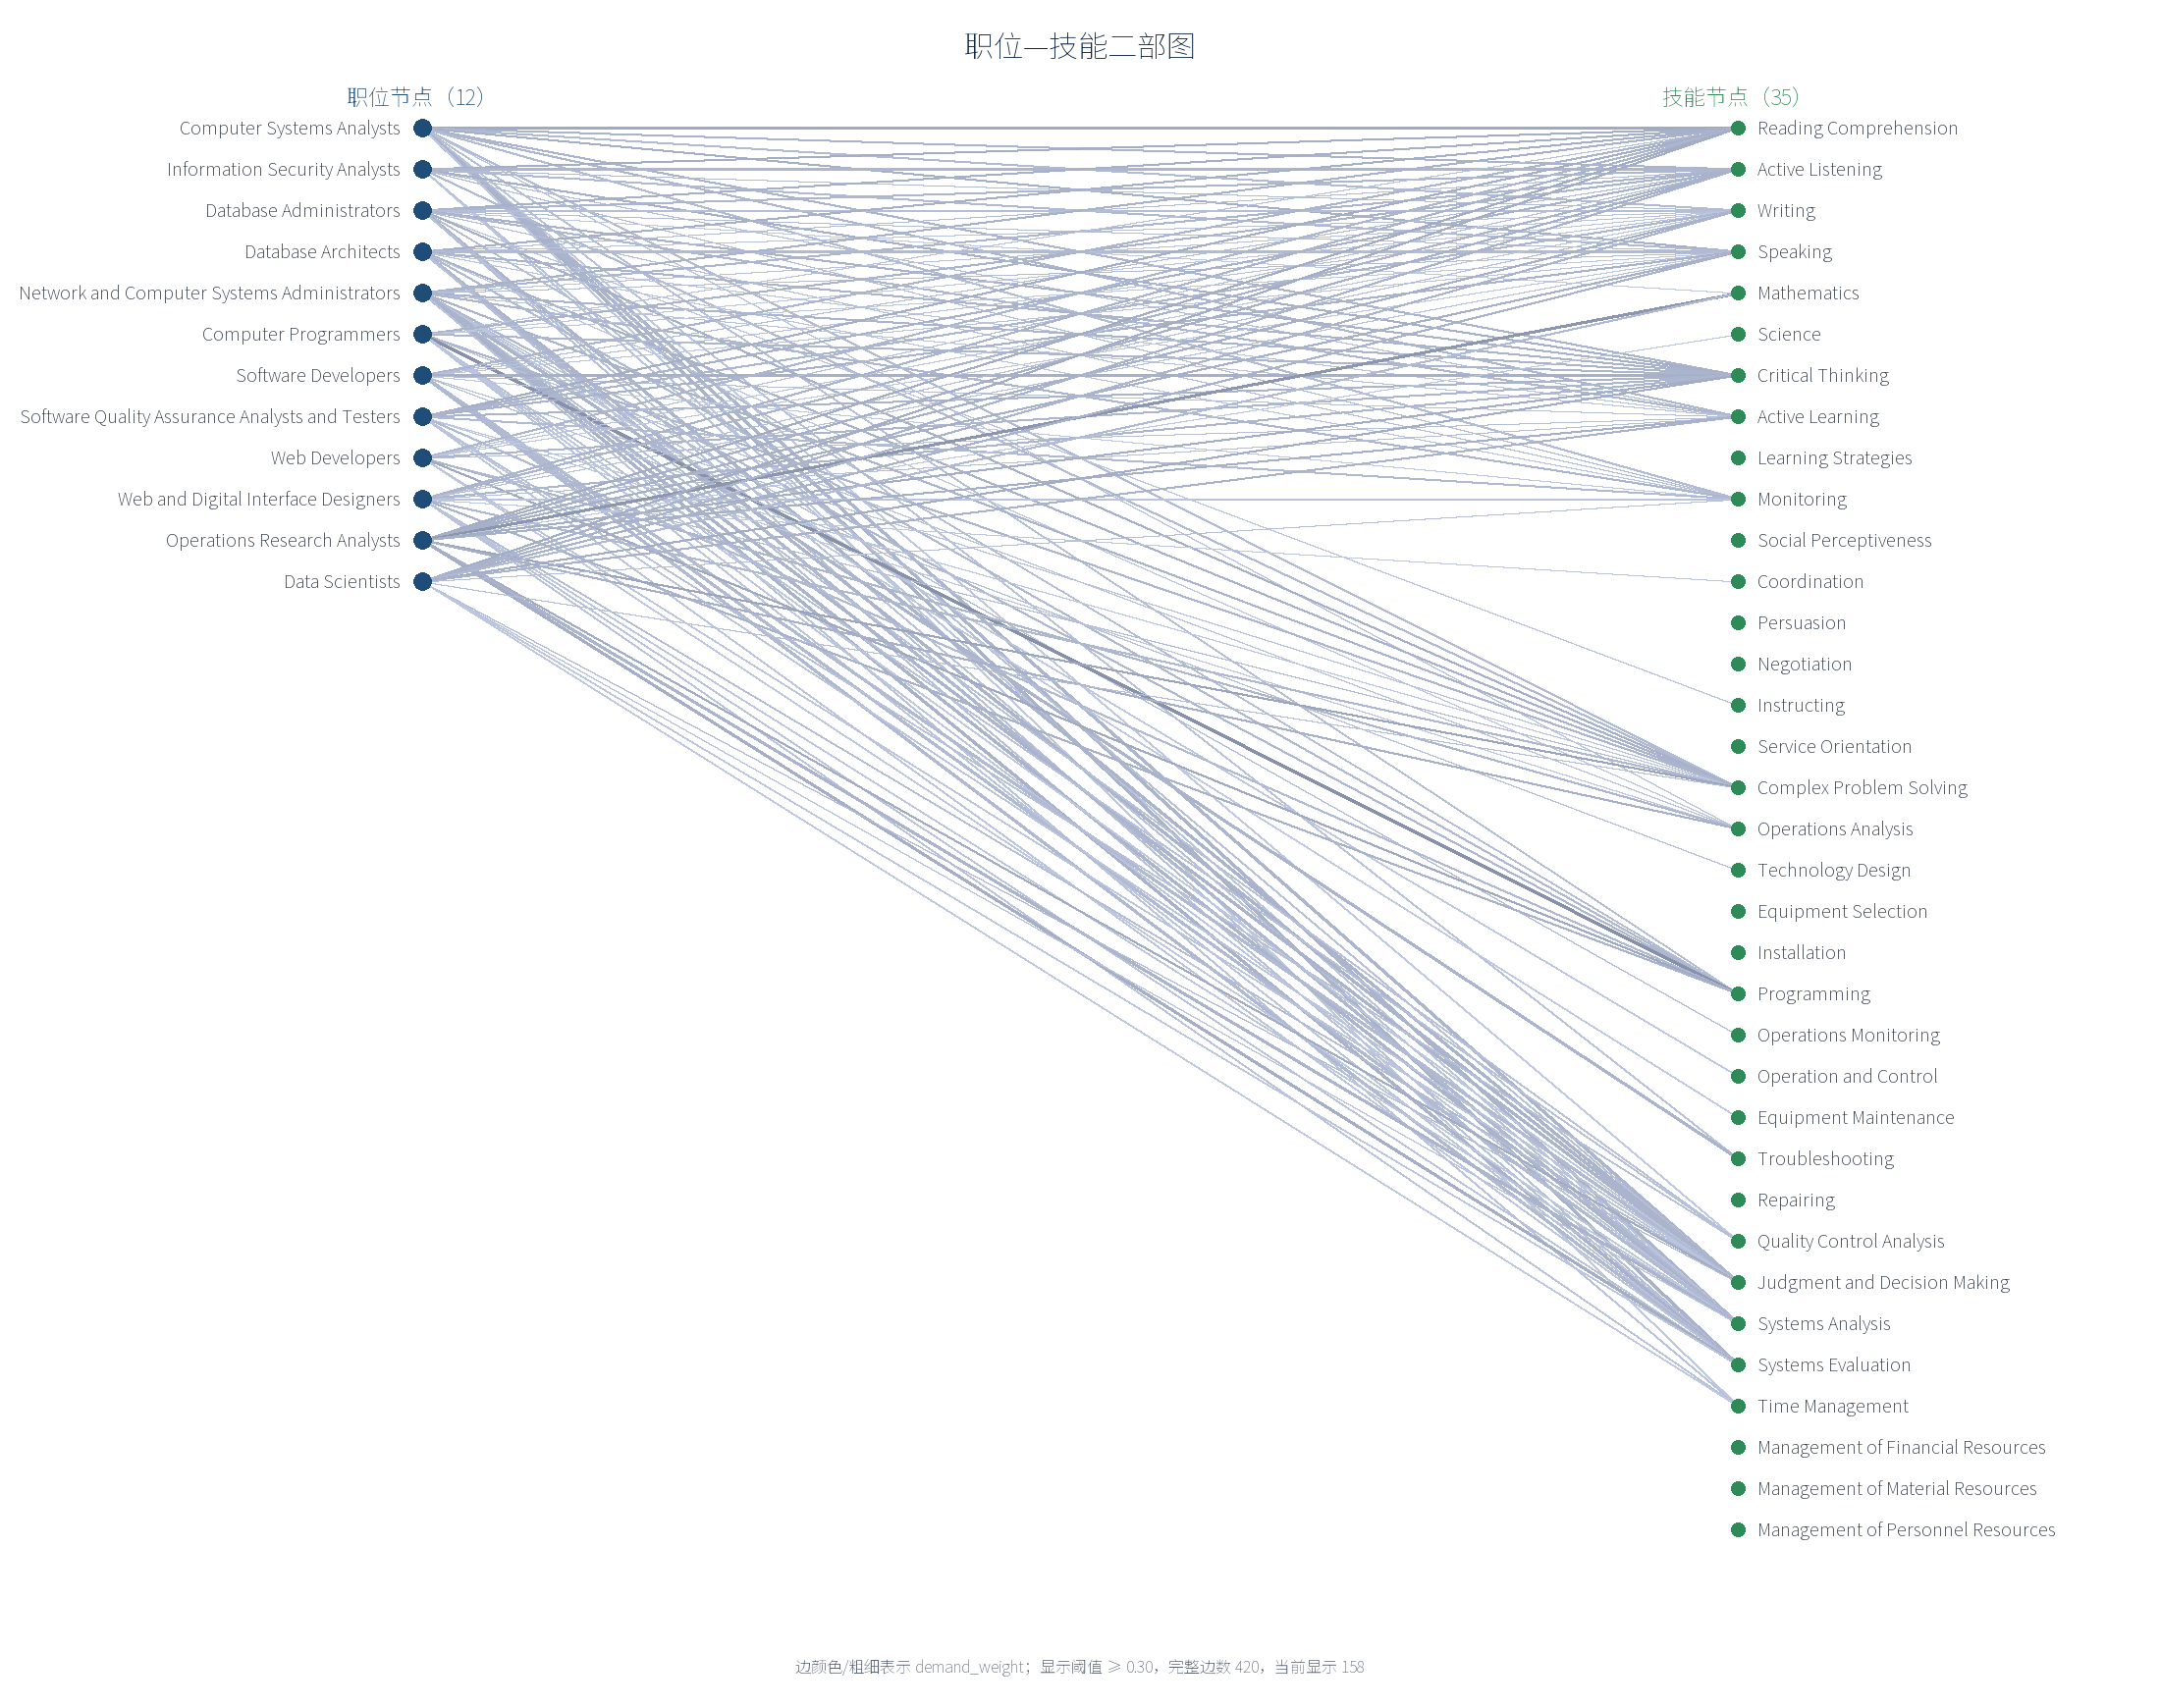 职位—技能二部图
职位节点（12）
技能节点（35）
Computer Systems Analysts
Information Security Analysts
Database Administrators
Database Architects
Network and Computer Systems Administrators
Computer Programmers
Software Developers
Software Quality Assurance Analysts and Testers
Web Developers
Web and Digital Interface Designers
Operations Research Analysts
Data Scientists
Reading Comprehension
Active Listening
Writing
Speaking
Mathematics
Science
Critical Thinking
Active Learning
Learning Strategies
Monitoring
Social Perceptiveness
Coordination
Persuasion
Negotiation
Instructing
Service Orientation
Complex Problem Solving
Operations Analysis
Technology Design
Equipment Selection
Installation
Programming
Operations Monitoring
Operation and Control
Equipment Maintenance
Troubleshooting
Repairing
Quality Control Analysis
Judgment and Decision Making
Systems Analysis
Systems Evaluation
Time Management
Management of Financial Resources
Management of Material Resources
Management of Personnel Resources
边颜色/粗细表示 demand_weight；显示阈值 ≥ 0.30，完整边数 420，当前显示 158